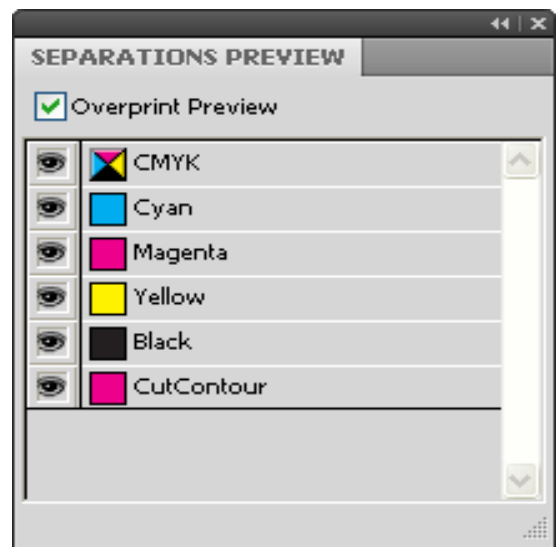 SEPARATIONS PREVIEW
Overprint Preview
CMYK
Cyan
Magenta
Yellow
Black
CutContour